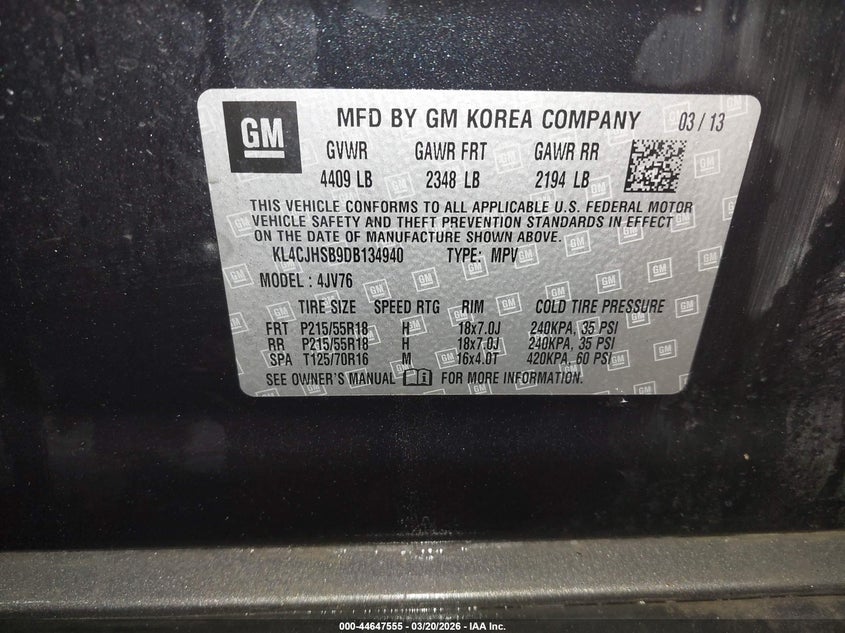 GM MFD BY GM KOREA COMPANY 03 / 13
GVWR GAWR FRT GAWR RR
4409 LB 2348 LB 2194 LB
THIS VEHICLE CONFORMS TO ALL APPLICABLE U.S. FEDERAL MOTOR
VEHICLE SAFETY AND THEFT PREVENTION STANDARDS IN EFFECT
ON THE DATE OF MANUFACTURE SHOWN ABOVE.
KL4CJHSB9DB134940 TYPE: MPV
MODEL : 4JV76
TIRE SIZE SPEED RTG RIM COLD TIRE PRESSURE
FRT P215/55R18 H 18x7.0J 240KPA, 35 PSI
RR P215/55R18 H 18x7.0J 240KPA, 35 PSI
SPA T125/70R16 M 16x4.0T 420KPA, 60 PSI
SEE OWNER'S MANUAL FOR MORE INFORMATION.
000-44647555 - 03/20/2026 - IAA Inc.